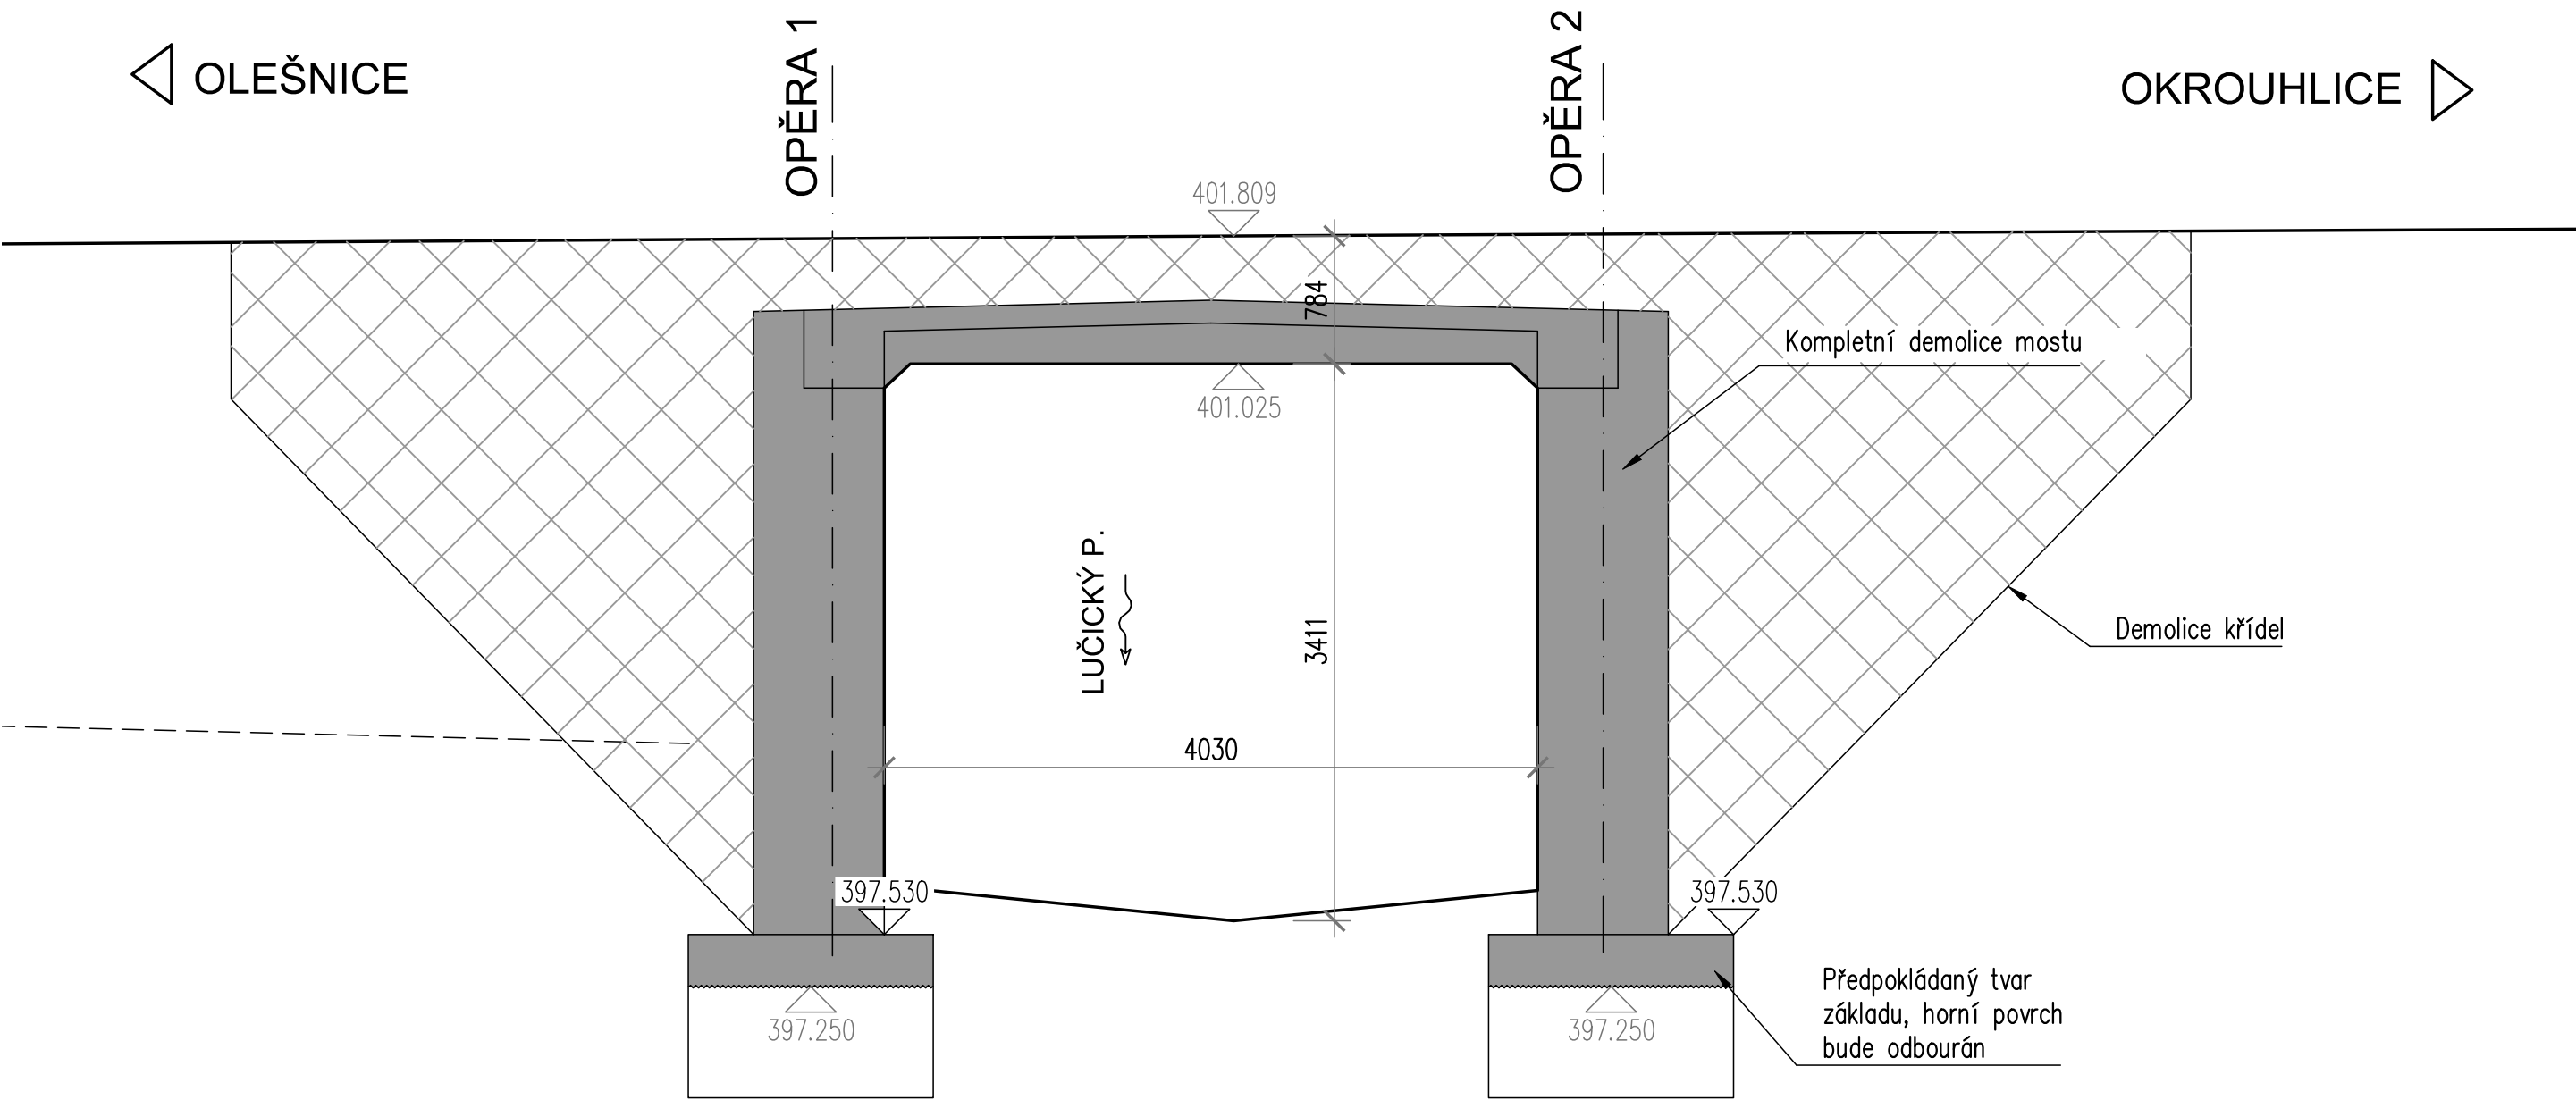 OLEŠNICE
OPĚRA 1
OPĚRA 2
OKROUHLICE
401.809
784
Kompletní demolice mostu
401.025
LUČICKÝ P.
3411
Demolice křídel
4030
397.530
397.530
Předpokládaný tvar
základu, horní povrch
bude odbourán
397.250
397.250